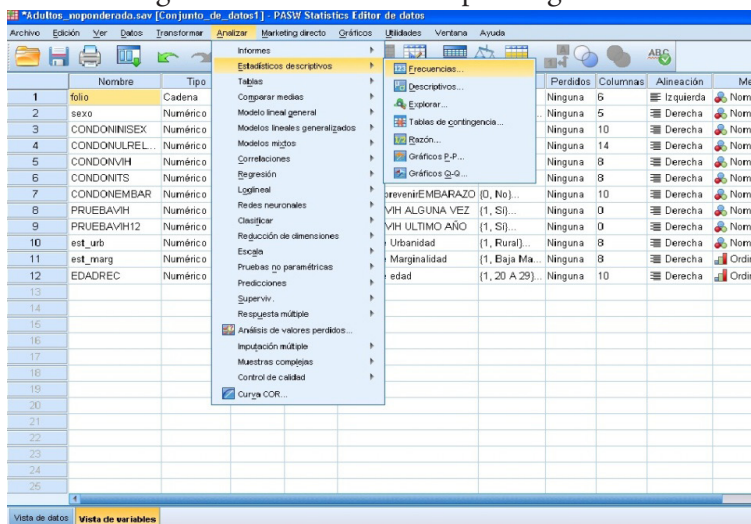 *Adultos_noponderado.sav [Conjunto_de_datos1] - PASW Statistics Editor de datos
Archivo Edición Ver Datos Transformar Analizar Marketing directo Gráficos Utilidades Ventana Ayuda
Informes
Estadísticos descriptivos
Tablas
Comparar medias
Modelo lineal general
Modelos lineales generalizados
Modelos mixtos
Correlaciones
Regresión
Loglineal
Redes neuronales
Clasificar
Reducción de dimensiones
Escala
Pruebas no paramétricas
Predicciones
Superviv.
Respuesta múltiple
Análisis de valores perdidos...
Imputación múltiple
Muestras complejas
Control de calidad
Curva COR...
Frecuencias...
Descriptivos...
Explorar...
Tablas de contingencia...
Razón...
Gráficos P-P...
Gráficos Q-Q...
Nombre Tipo Perdidos Columnas Alineación Me
1 folio Cadena Ninguna 6 Izquierda Nom
2 sexo Numérico Ninguna 5 Derecha Nom
3 CONDONINISEX Numérico Ninguna 10 Derecha Nom
4 CONDONULREL... Numérico Ninguna 14 Derecha Nom
5 CONDONVIH Numérico Ninguna 8 Derecha Nom
6 CONDONITS Numérico Ninguna 8 Derecha Nom
7 CONDONEMBAR Numérico prevenirEMBARAZO {0, No}... Ninguna 10 Derecha Nom
8 PRUEBAVIH Numérico VIH ALGUNA VEZ {1, Sí}... Ninguna 0 Derecha Nom
9 PRUEBAVIH12 Numérico VIH ULTIMO AÑO {1, Sí}... Ninguna 0 Derecha Nom
10 est_urb Numérico Urbanidad {1, Rural}... Ninguna 8 Derecha Nom
11 est_marg Numérico Marginalidad {1, Baja Ma... Ninguna 8 Derecha Ordin
12 EDADREC Numérico edad {1, 20 A 29}... Ninguna 10 Derecha Ordin
13
14
15
16
17
18
19
20
21
22
23
24
25
Vista de datos Vista de variables